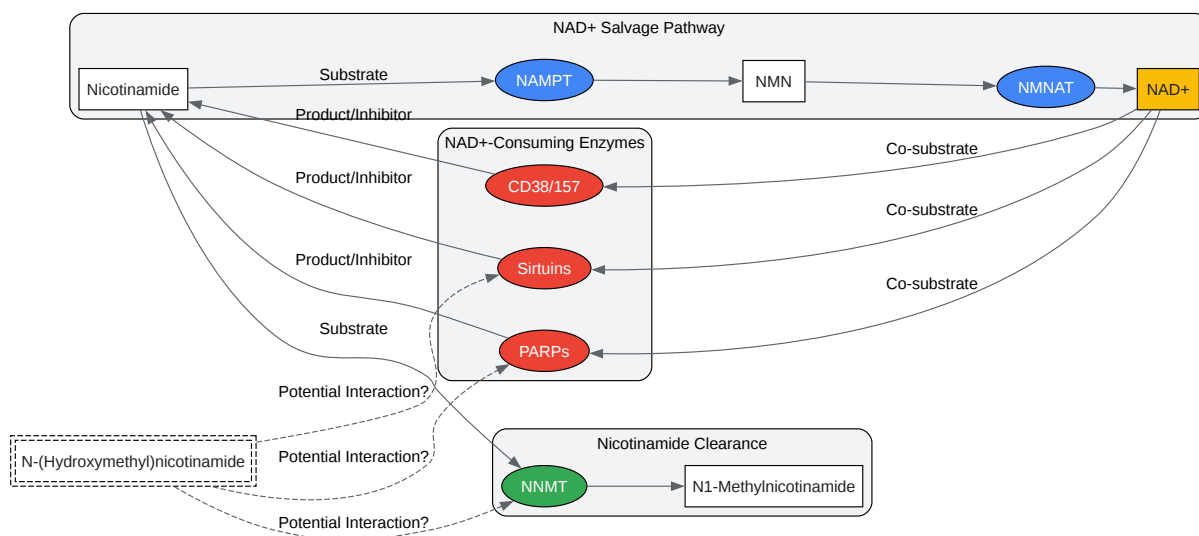 NAD+ Salvage Pathway
Nicotinamide
Substrate
NAMPT
NMN
NMNAT
NAD+
Product/Inhibitor
NAD+-Consuming Enzymes
Co-substrate
CD38/157
Product/Inhibitor
Co-substrate
Product/Inhibitor
Sirtuins
Co-substrate
Substrate
PARPs
Potential Interaction?
N-(Hydroxymethyl)nicotinamide
Potential Interaction?
Nicotinamide Clearance
NNMT
N1-Methylnicotinamide
Potential Interaction?